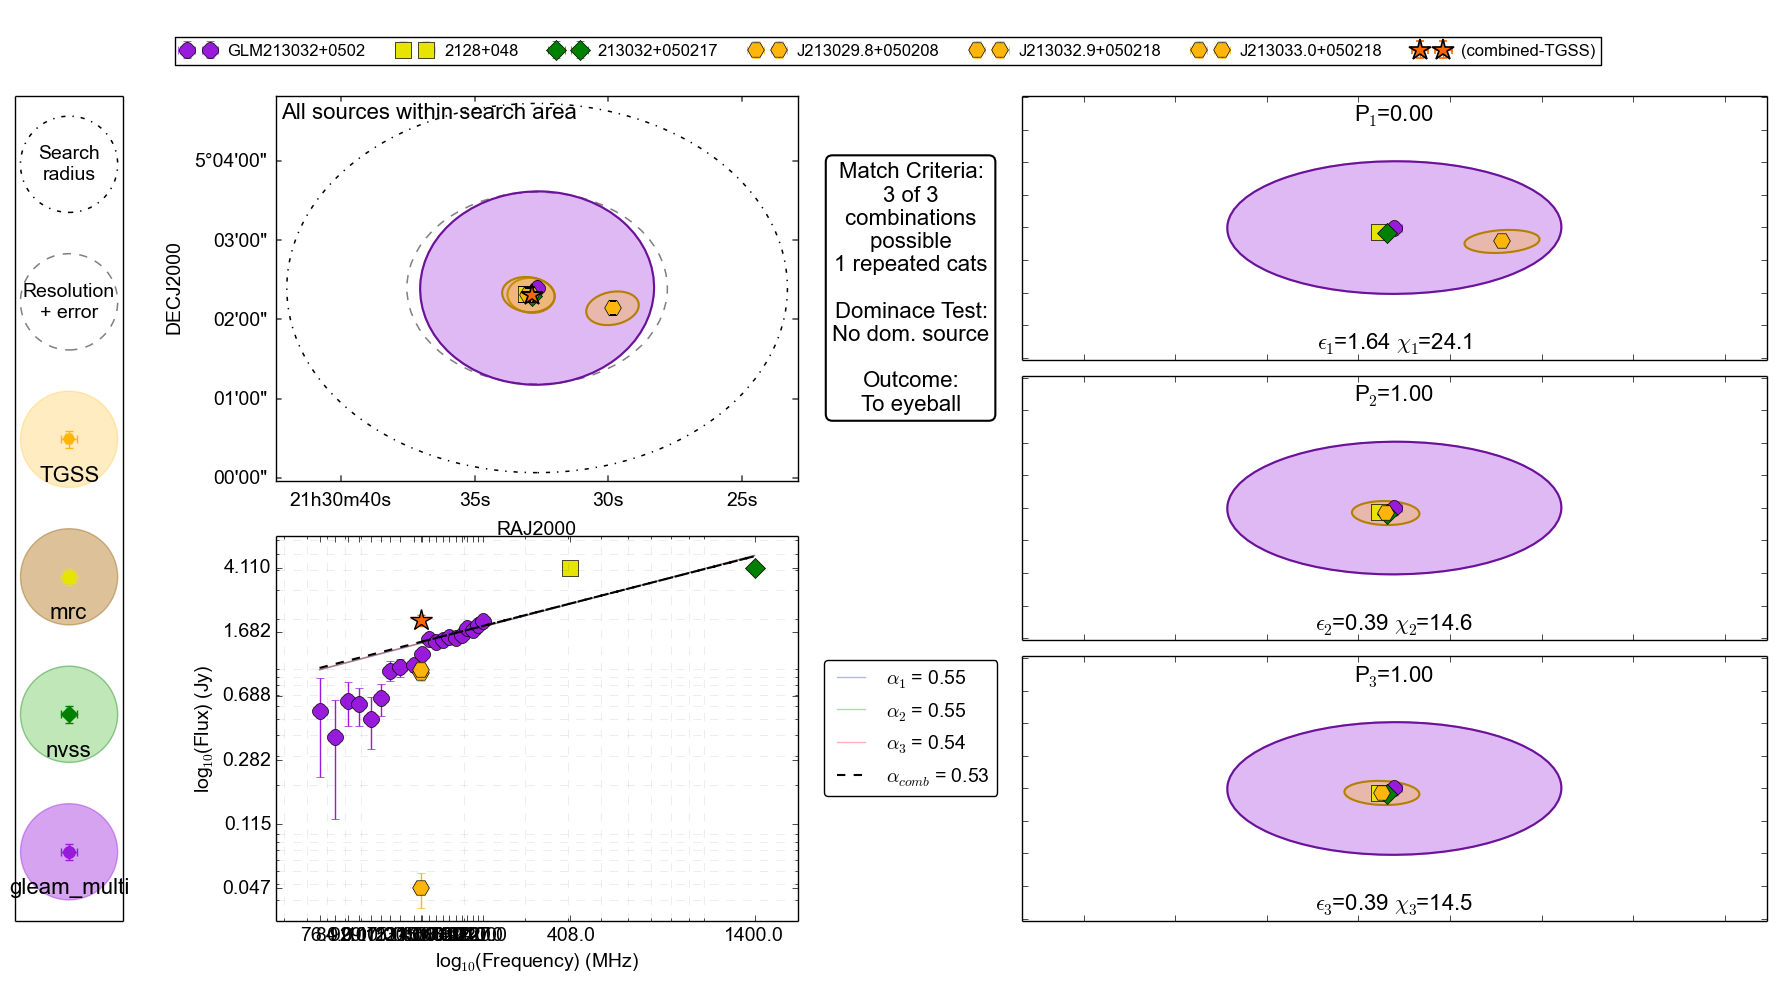 GLM213032+0502 2128+048 213032+050217 J213029.8+050208 J213032.9+050218 J213033.0+050218 (combined-TGSS)
Search
radius
Resolution
+ error
TGSS
mrc
nvss
gleam_multi
All sources within search area
DECJ2000
5°04'00"
03'00"
02'00"
01'00"
00'00"
21h30m40s 35s 30s 25s
RAJ2000
log10(Flux) (Jy)
4.110
1.682
0.688
0.282
0.115
0.047
408.0 1400.0
log10(Frequency) (MHz)
Match Criteria:
3 of 3
combinations
possible
1 repeated cats
Dominace Test:
No dom. source
Outcome:
To eyeball
α1 = 0.55
α2 = 0.55
α3 = 0.54
αcomb = 0.53
P1=0.00
ϵ1=1.64 χ1=24.1
P2=1.00
ϵ2=0.39 χ2=14.6
P3=1.00
ϵ3=0.39 χ3=14.5